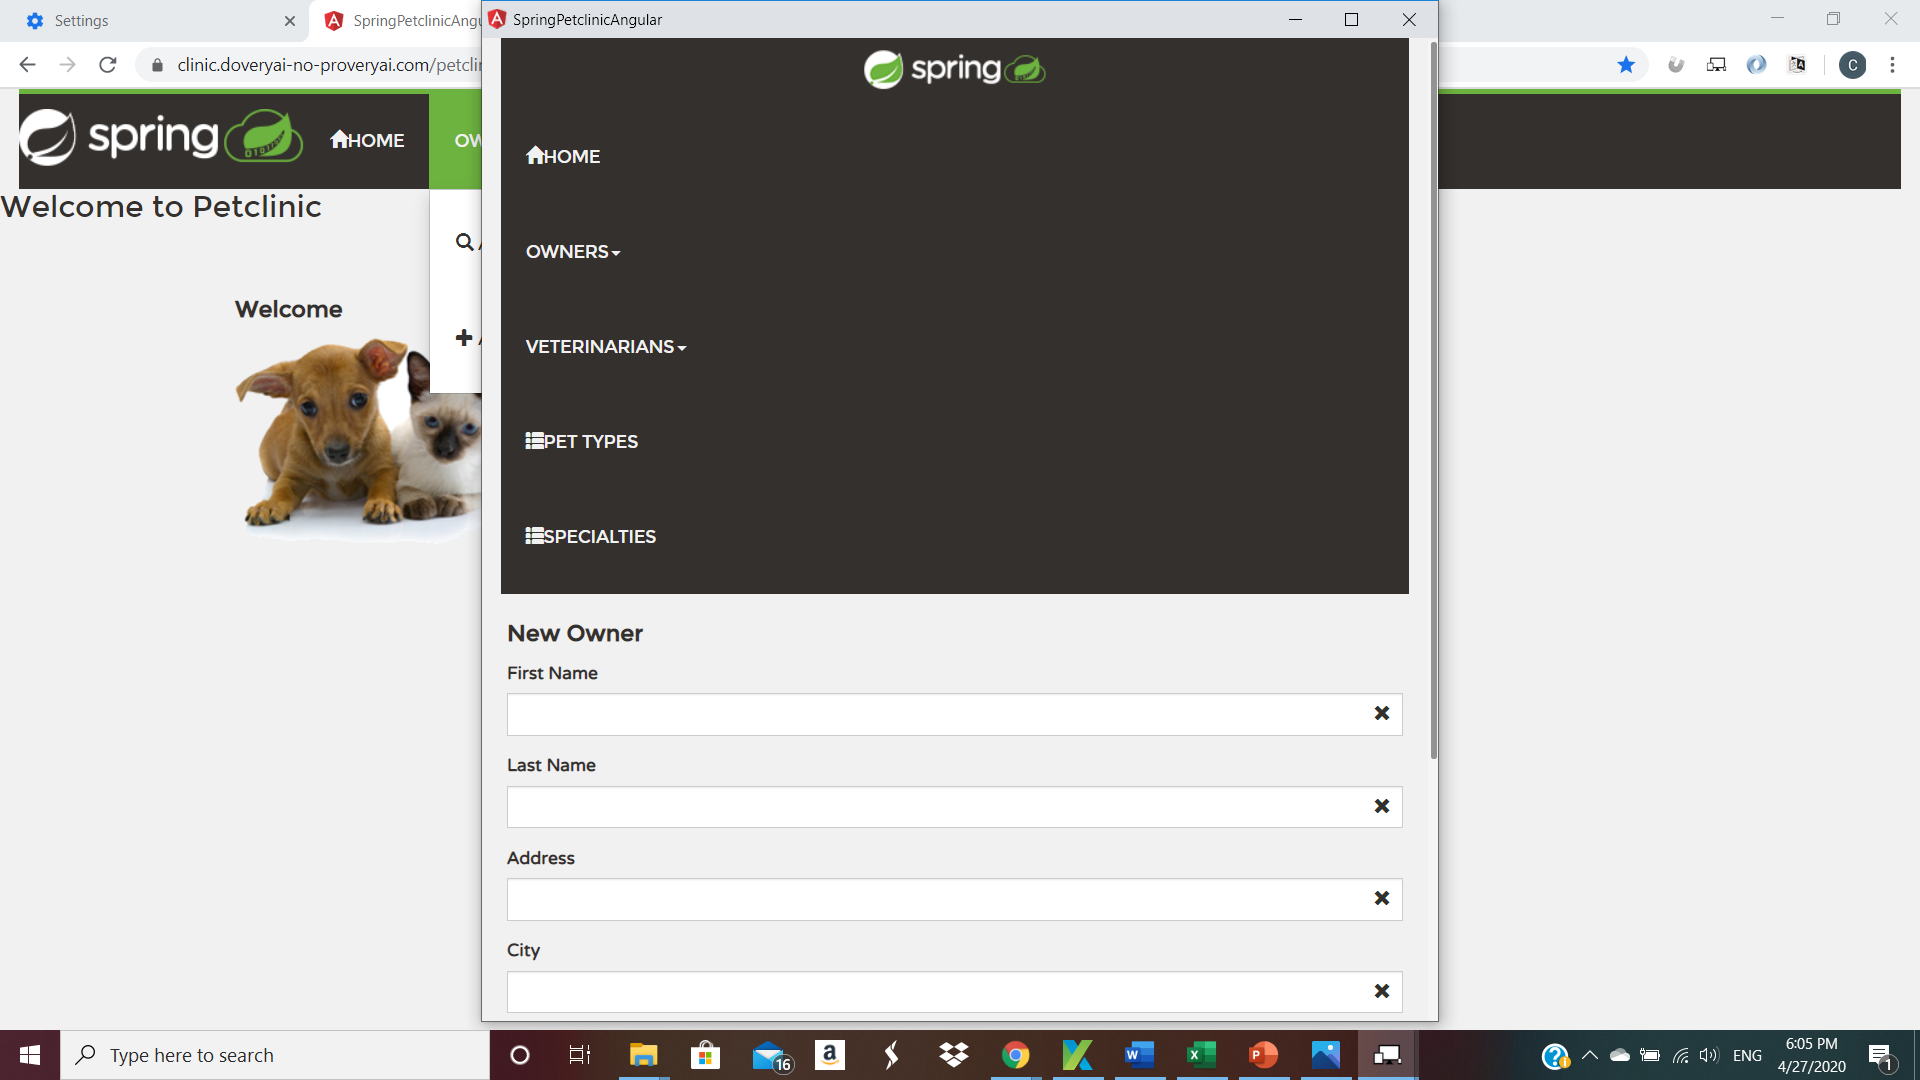 Settings
SpringPetclinicAngu
clinic.doveryai-no-proveryai.com/petcli
C
spring
HOME
OW
Welcome to Petclinic
Welcome
SpringPetclinicAngular
spring
HOME
OWNERS
VETERINARIANS
PET TYPES
SPECIALTIES
New Owner
First Name
Last Name
Address
City
Type here to search
16
ENG
6:05 PM
4/27/2020
1